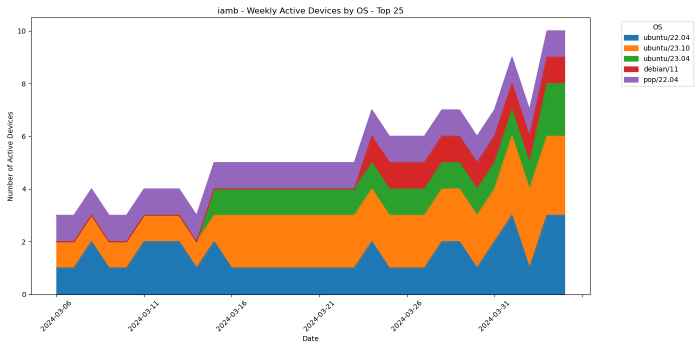 iamb - Weekly Active Devices by OS - Top 25
OS
ubuntu/22.04
ubuntu/23.10
ubuntu/23.04
debian/11
pop/22.04
Number of Active Devices
10
8
6
4
2
0
2024-03-06
2024-03-11
2024-03-16
2024-03-21
2024-03-26
2024-03-31
Date